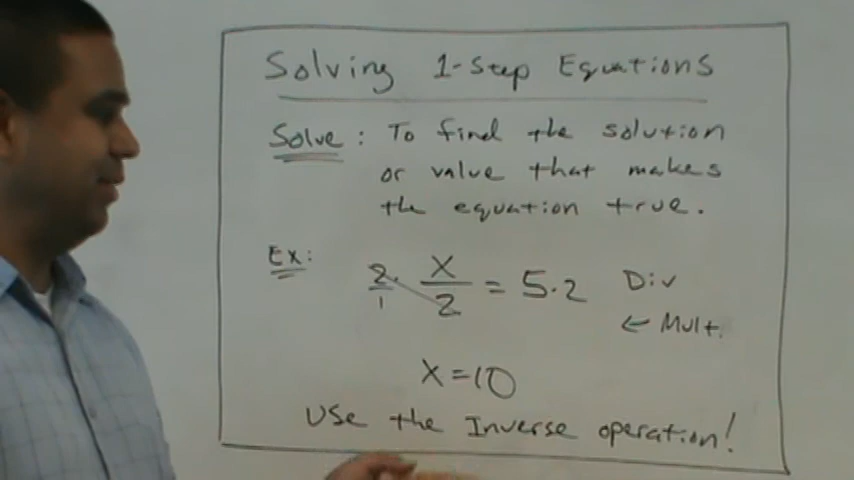 Solving 1-Step Equations
Solve: To find the solution
or value that makes
the equation true.
Ex:
2/1 · X/2 = 5·2 Div
← Mult.
X=10
Use the Inverse operation!